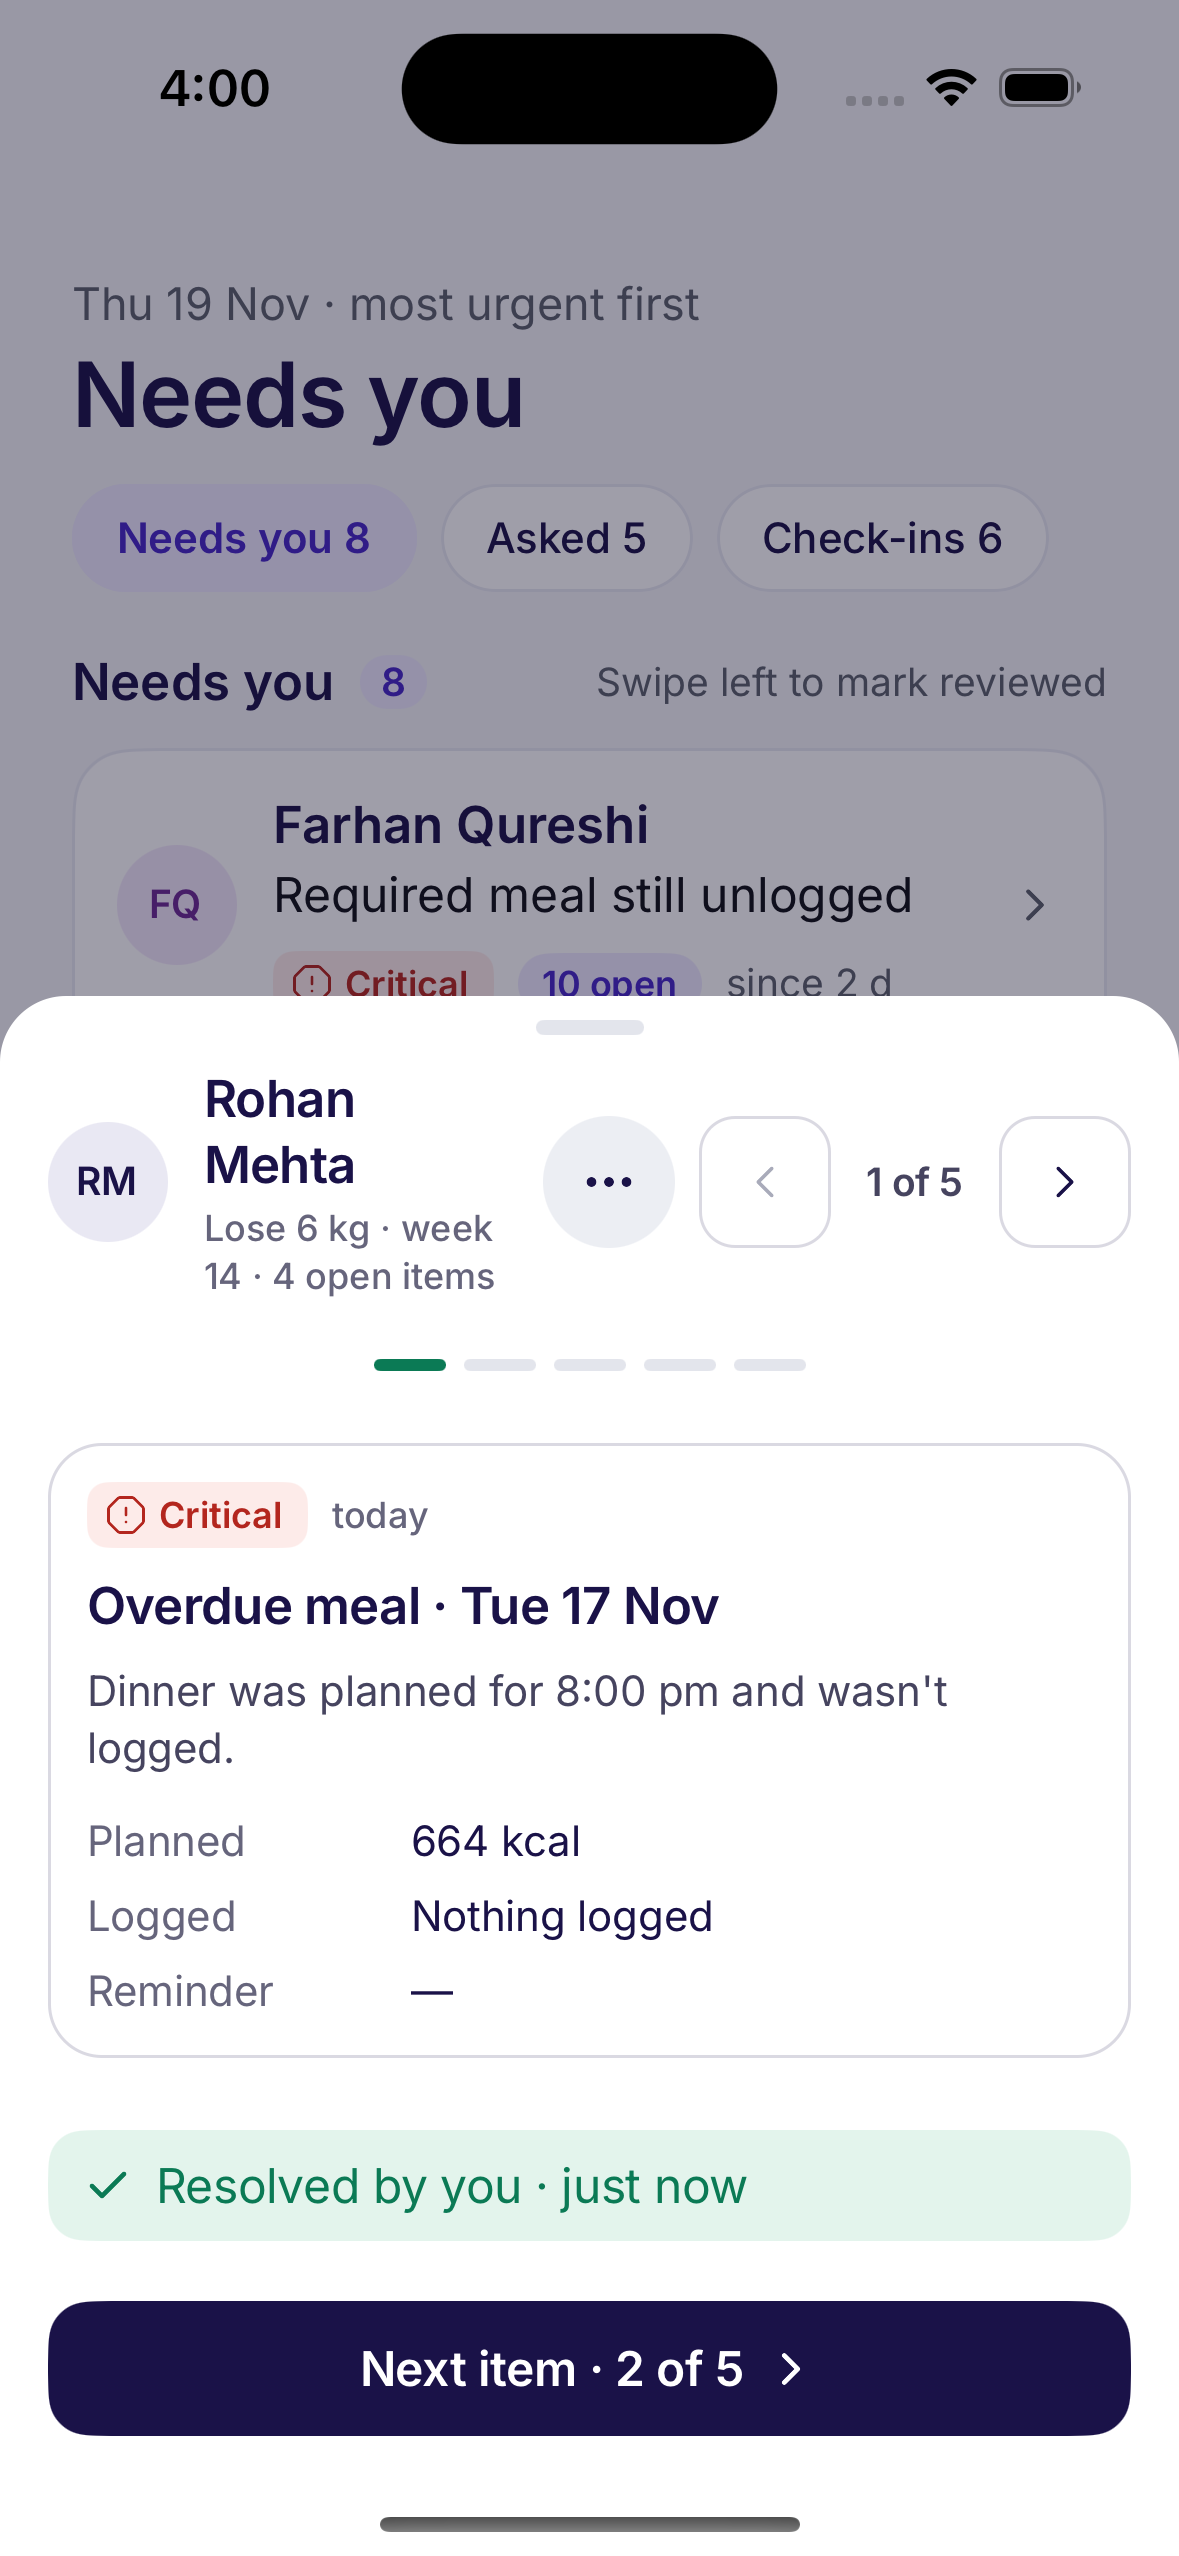 4:00
Thu 19 Nov · most urgent first
Needs you
Needs you 8
Asked 5
Check-ins 6
Needs you 8
Swipe left to mark reviewed
Farhan Qureshi
FQ
Required meal still unlogged
Critical
10 open
since 2 d
RM
Rohan
Mehta
Lose 6 kg · week
14 · 4 open items
1 of 5
Critical
today
Overdue meal · Tue 17 Nov
Dinner was planned for 8:00 pm and wasn't
logged.
Planned 664 kcal
Logged Nothing logged
Reminder —
Resolved by you · just now
Next item · 2 of 5